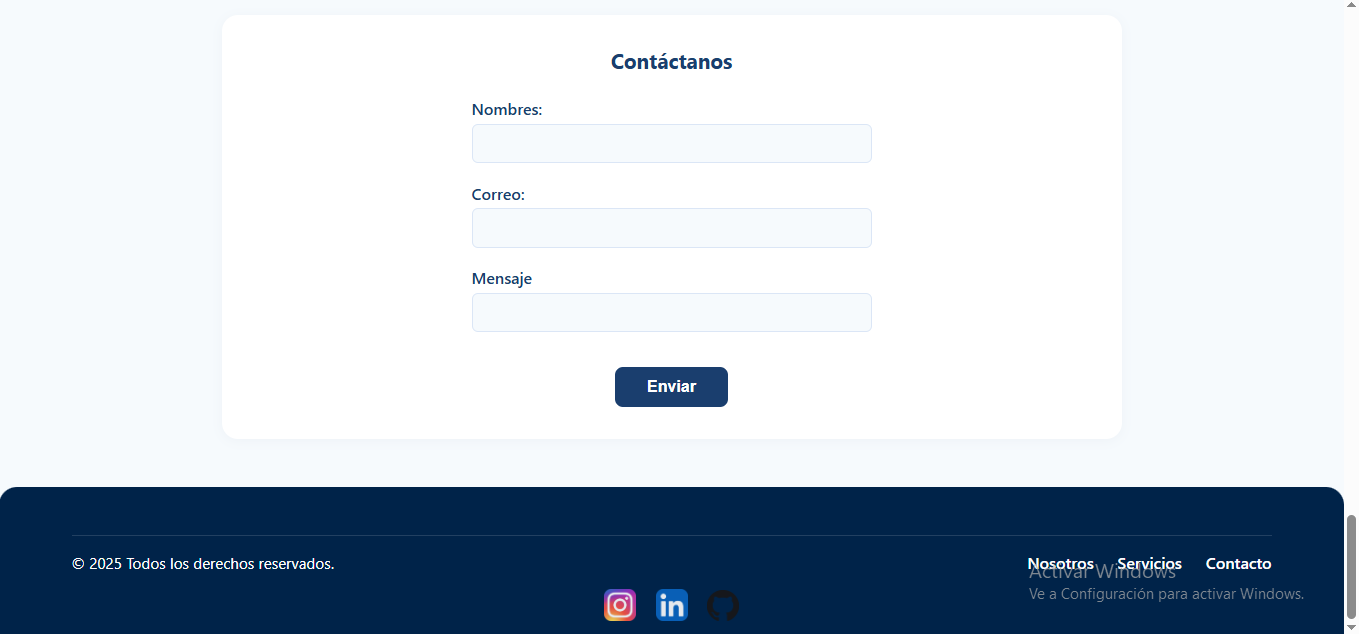 Contáctanos
Nombres:
Correo:
Mensaje
Enviar
© 2025 Todos los derechos reservados.
Nosotros Servicios Contacto
Activar Windows
Ve a Configuración para activar Windows.
in